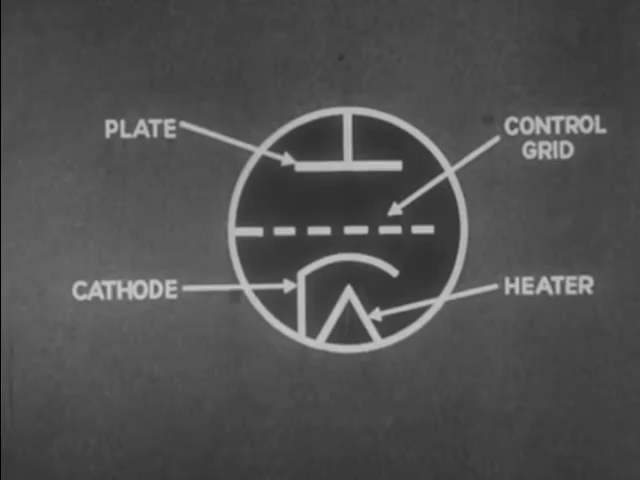 PLATE
CONTROL
GRID
CATHODE
HEATER